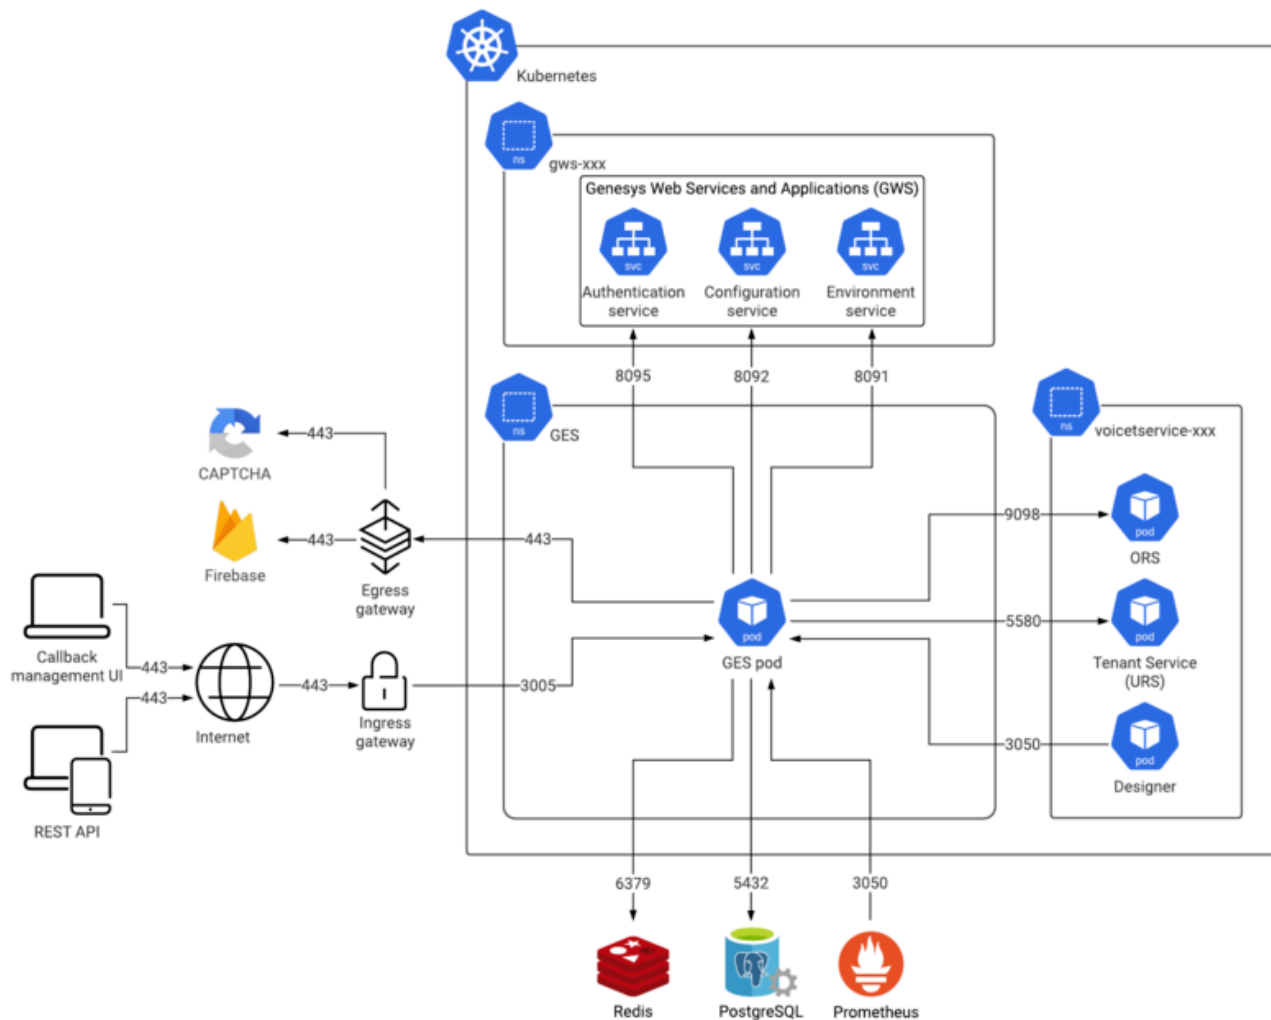 Kubernetes
ns
gws-xxx
Genesys Web Services and Applications (GWS)
svc
svc
svc
Authentication
service
Configuration
service
Environment
service
8095
8092
8091
ns
GES
ns
voicetservice-xxx
443
CAPTCHA
443
Firebase
Egress
gateway
443
9098
pod
ORS
5580
pod
Tenant Service
(URS)
pod
GES pod
3050
pod
Designer
Callback
management UI
443
443
Internet
443
Ingress
gateway
3005
REST API
6379
5432
3050
Redis
PostgreSQL
Prometheus